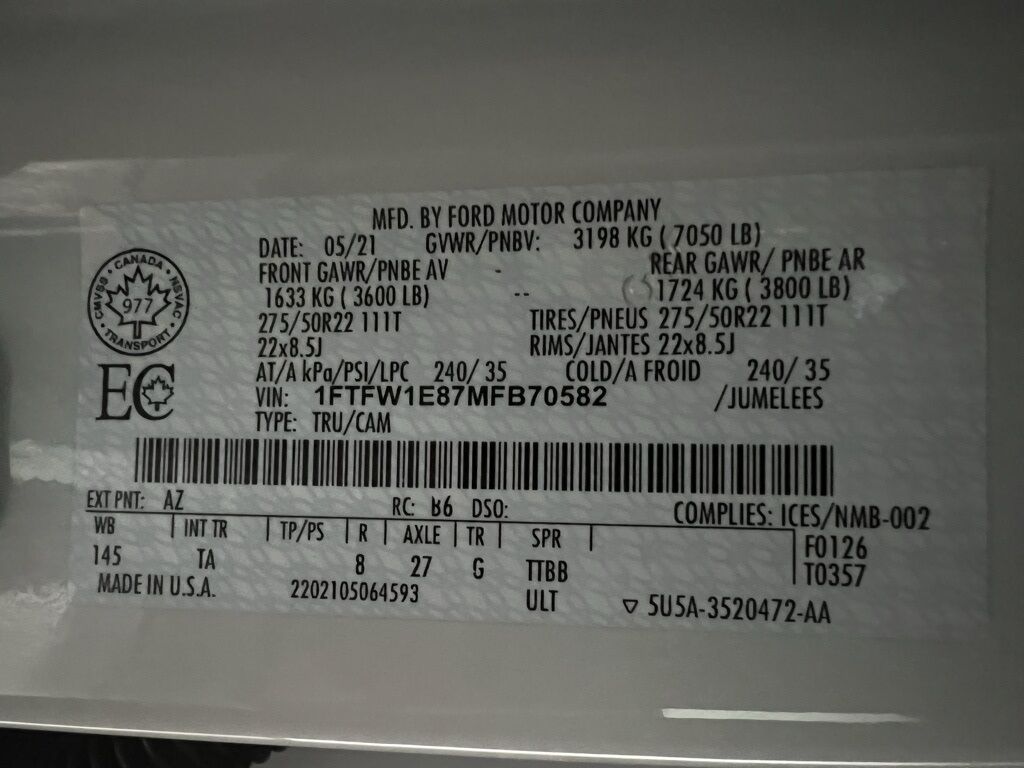 MFD. BY FORD MOTOR COMPANY
DATE: 05/21 GVWR/PNBV: 3198 KG ( 7050 LB)
FRONT GAWR/PNBE AV - REAR GAWR/ PNBE AR
1633 KG ( 3600 LB) -- 1724 KG ( 3800 LB)
275/50R22 111T TIRES/PNEUS 275/50R22 111T
22x8.5J RIMS/JANTES 22x8.5J
AT/A kPa/PSI/LPC 240/ 35 COLD/A FROID 240/ 35
VIN: 1FTFW1E87MFB70582 /JUMELEES
TYPE: TRU/CAM
CANADA
CMVSS 977 NSVAC
TRANSPORT
EC
EXT PNT: AZ RC: 86 DSO: COMPLIES: ICES/NMB-002
WB INT TR TP/PS R AXLE TR SPR F0126
145 TA 8 27 G TTBB T0357
MADE IN U.S.A. 2202105064593 ULT ▽ 5U5A-3520472-AA